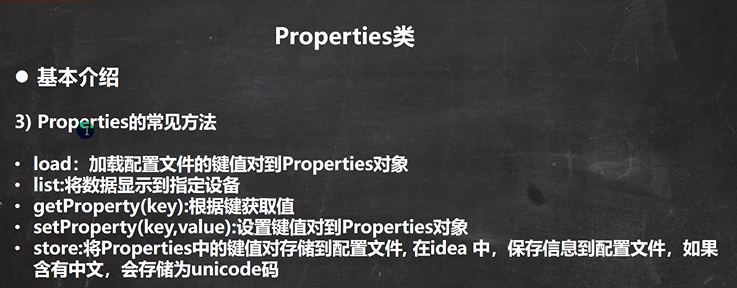 Properties类
● 基本介绍
3) Properties的常见方法
• load：加载配置文件的键值对到Properties对象
• list:将数据显示到指定设备
• getProperty(key):根据键获取值
• setProperty(key,value):设置键值对到Properties对象
• store:将Properties中的键值对存储到配置文件, 在idea 中，保存信息到配置文件，如果
含有中文，会存储为unicode码